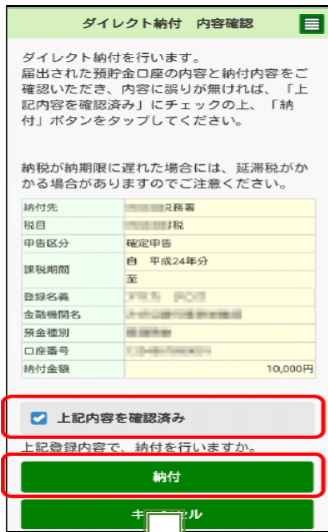 ダイレクト納付　内容確認
ダイレクト納付を行います。
届出された預貯金口座の内容と納付内容をご
確認いただき、内容に誤りが無ければ、「上
記内容を確認済み」にチェックの上、「納
付」ボタンをタップしてください。
納税が納期限に遅れた場合には、延滞税がか
かる場合がありますのでご注意ください。
納付先 務署
税目 税
申告区分 確定申告
課税期間 自　平成24年分
至
登録名義
金融機関名
預金種別
口座番号
納付金額 10,000円
上記内容を確認済み
上記登録内容で、納付を行いますか。
納付
キ ル